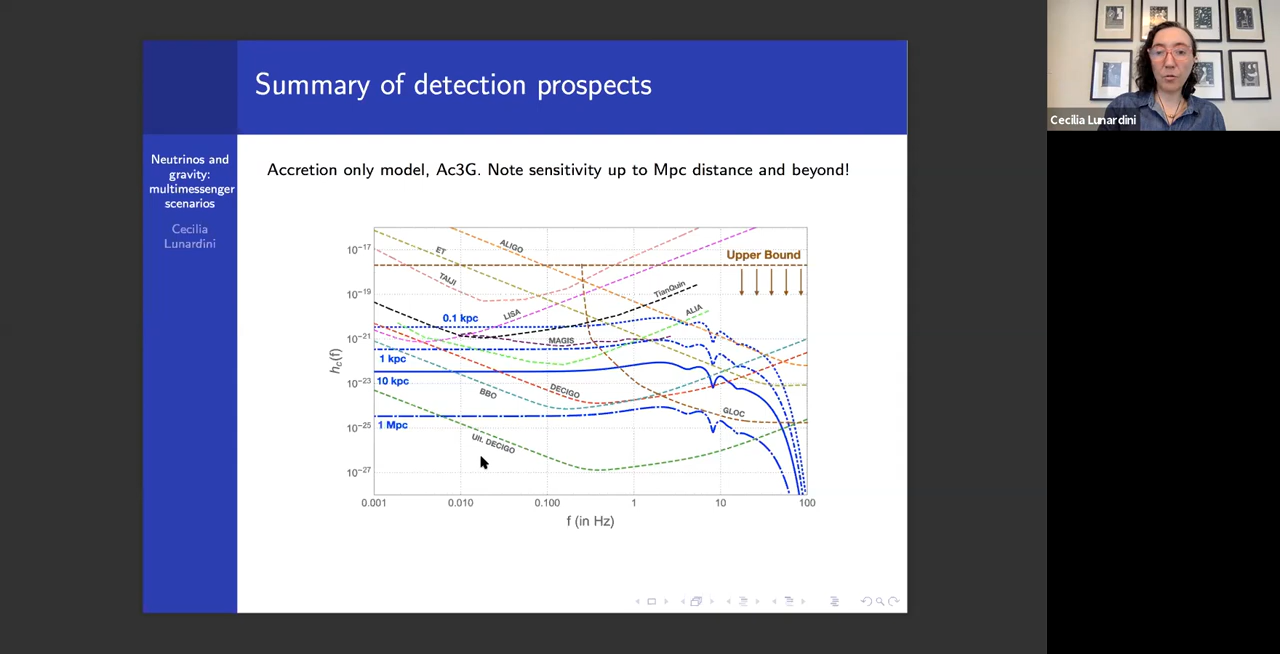 Summary of detection prospects
Neutrinos and
gravity:
multimessenger
scenarios
Cecilia
Lunardini
Accretion only model, Ac3G. Note sensitivity up to Mpc distance and beyond!
10⁻¹⁷
10⁻¹⁹
10⁻²¹
10⁻²³
10⁻²⁵
10⁻²⁷
h_c(f)
ET
ALIGO
Upper Bound
TAIJI
TianQuin
LISA
ALIA
0.1 kpc
MAGIS
1 kpc
10 kpc
BBO
DECIGO
GLOC
1 Mpc
Ult. DECIGO
0.001
0.010
0.100
1
10
100
f (in Hz)
Cecilia Lunardini